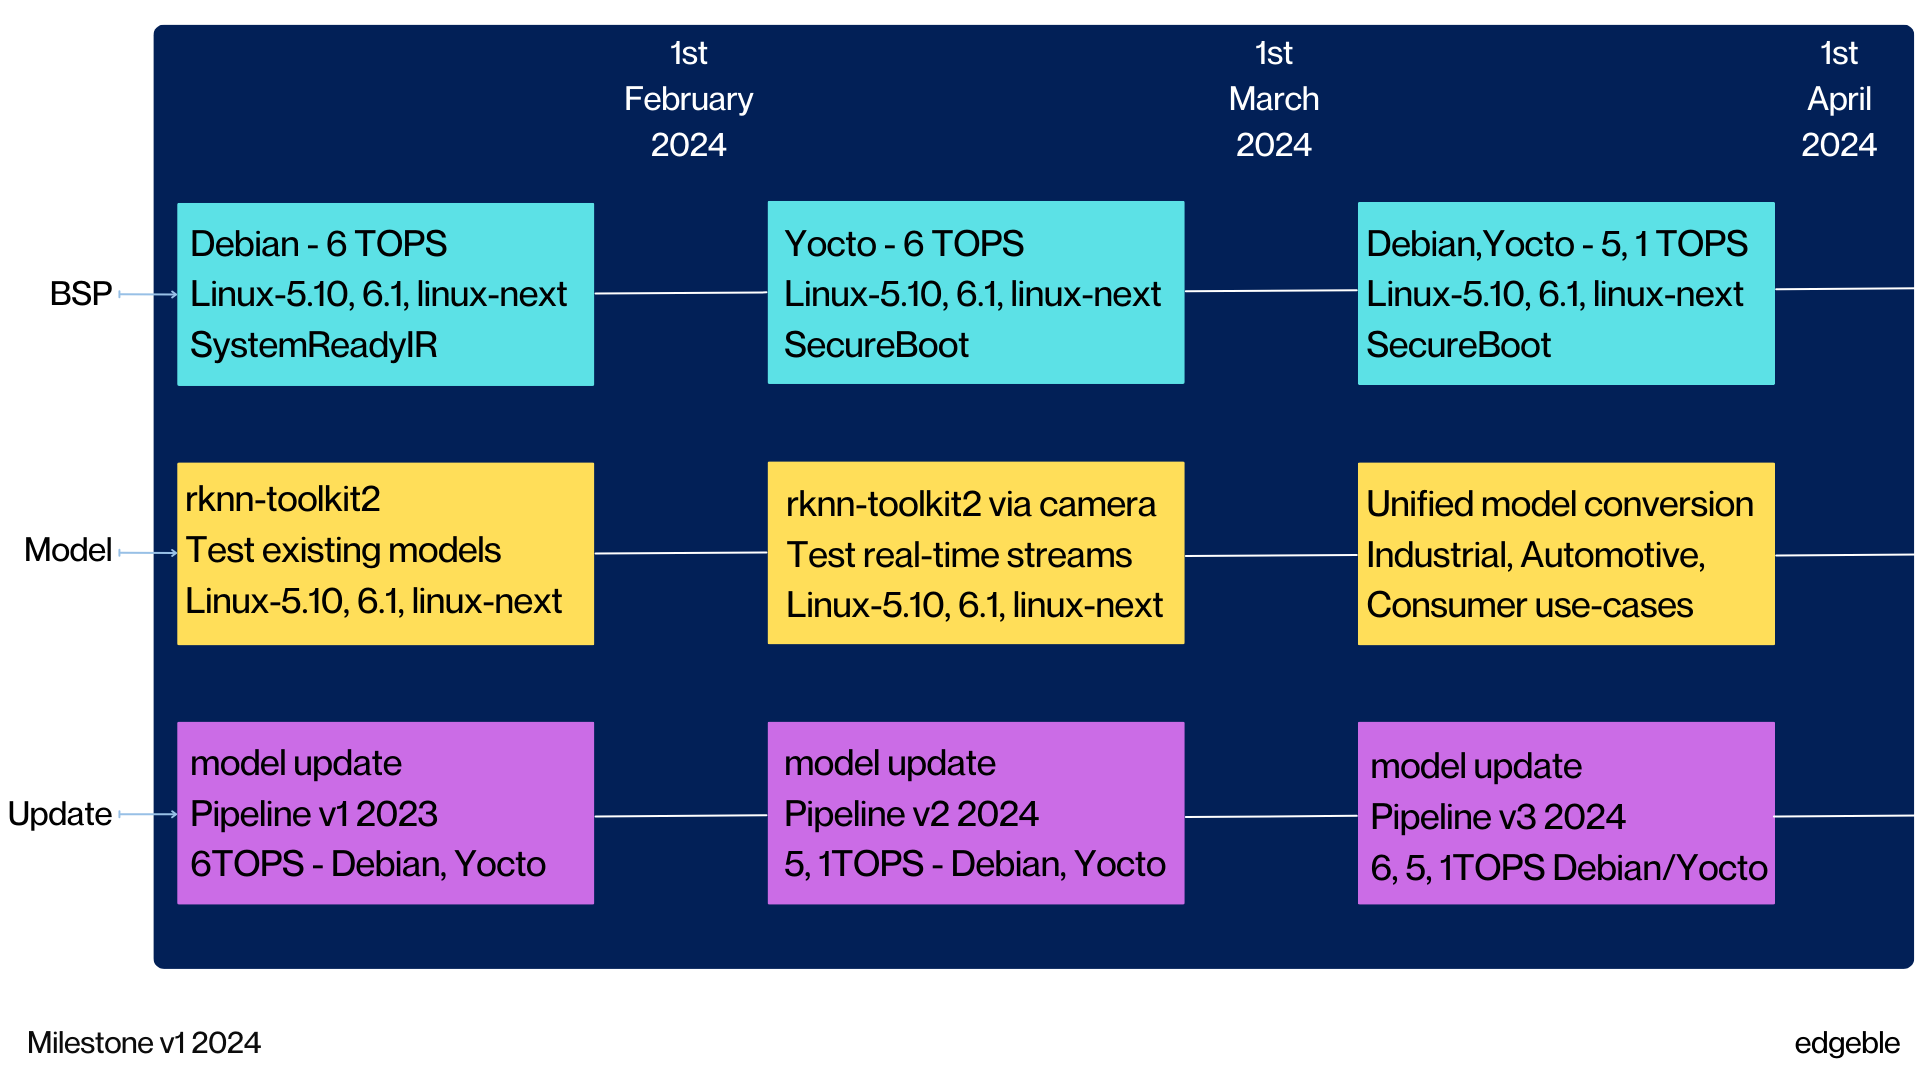 1st
February
2024
1st
March
2024
1st
April
2024
BSP
Debian - 6 TOPS
Linux-5.10, 6.1, linux-next
SystemReadyIR
Yocto - 6 TOPS
Linux-5.10, 6.1, linux-next
SecureBoot
Debian,Yocto - 5, 1 TOPS
Linux-5.10, 6.1, linux-next
SecureBoot
Model
rknn-toolkit2
Test existing models
Linux-5.10, 6.1, linux-next
rknn-toolkit2 via camera
Test real-time streams
Linux-5.10, 6.1, linux-next
Unified model conversion
Industrial, Automotive,
Consumer use-cases
Update
model update
Pipeline v1 2023
6TOPS - Debian, Yocto
model update
Pipeline v2 2024
5, 1TOPS - Debian, Yocto
model update
Pipeline v3 2024
6, 5, 1TOPS Debian/Yocto
Milestone v1 2024
edgeble